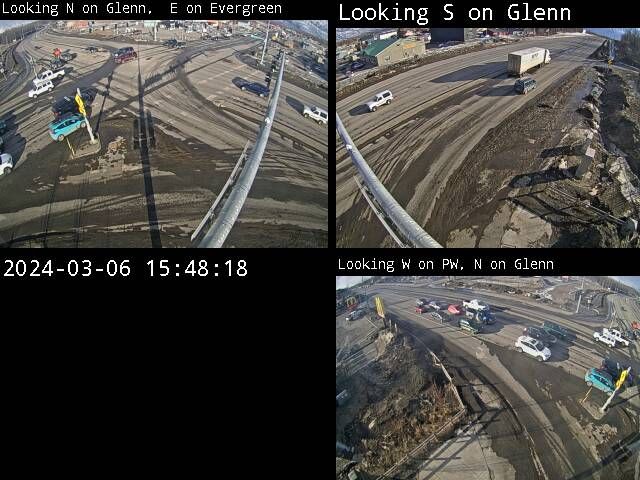 Looking N on Glenn, E on Evergreen
Looking S on Glenn
2024-03-06 15:48:18
Looking W on PW, N on Glenn